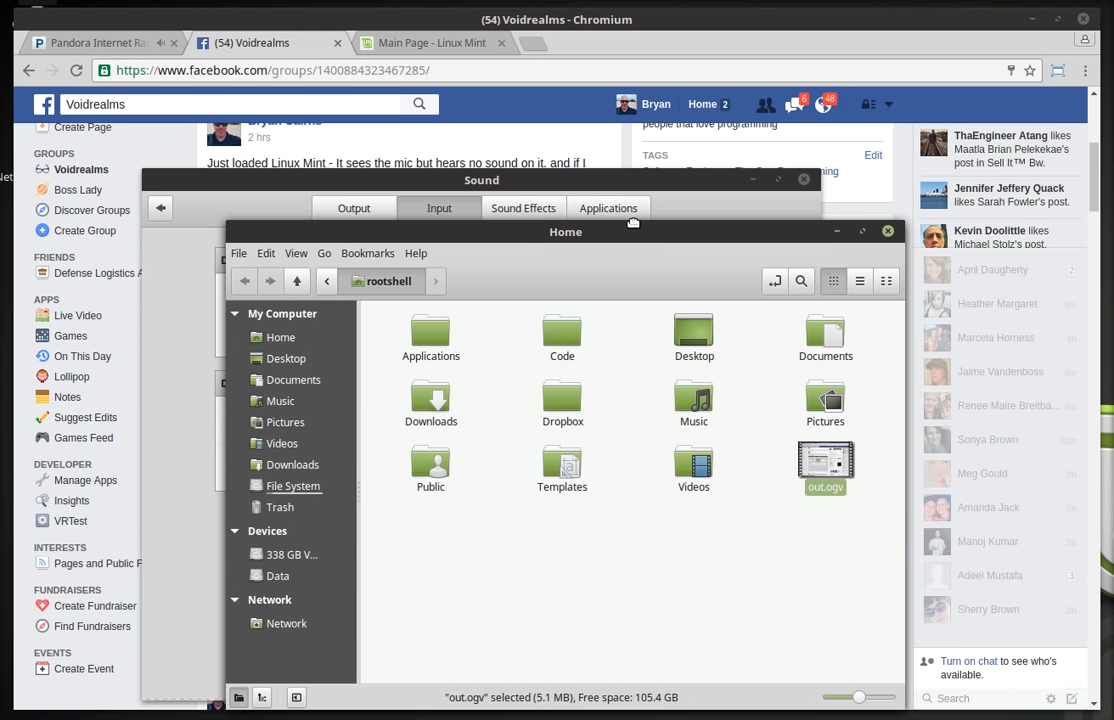 (54) Voidrealms - Chromium
Pandora Internet Ra
(54) Voidrealms
Main Page - Linux Mint
https://www.facebook.com/groups/1400884323467285/
Voidrealms
Bryan
Home 2
6
48
Create Page
GROUPS
Voidrealms
Boss Lady
Discover Groups
Create Group
FRIENDS
Defense Logistics A
APPS
Live Video
Games
On This Day
Lollipop
Notes
Suggest Edits
Games Feed
DEVELOPER
Manage Apps
Insights
VRTest
INTERESTS
Pages and Public F
FUNDRAISERS
Create Fundraiser
Find Fundraisers
EVENTS
Create Event
2 hrs
Just loaded Linux Mint - It sees the mic but hears no sound on it. and if I
people that love programming
TAGS
Edit
Sound
Output
Input
Sound Effects
Applications
Home
File
Edit
View
Go
Bookmarks
Help
rootshell
My Computer
Home
Desktop
Documents
Music
Pictures
Videos
Downloads
File System
Trash
Devices
338 GB V...
Data
Network
Network
Applications
Code
Desktop
Documents
Downloads
Dropbox
Music
Pictures
Public
Templates
Videos
out.ogv
"out.ogv" selected (5.1 MB), Free space: 105.4 GB
ThaEngineer Atang likes
Maatla Brian Pelekekae's
post in Sell It™ Bw.
Jennifer Jeffery Quack
likes Sarah Fowler's post.
Kevin Doolittle likes
Michael Stolz's post.
April Daugherty
2
Heather Margaret
2m
Marcela Horness
4h
Jaime Vandenboss
Renee Maire Breitba...
Sonya Brown
Meg Gould
Amanda Jack
3h
Manoj Kumar
Adeel Mustafa
3
Sherry Brown
Turn on chat to see who's
available.
Search